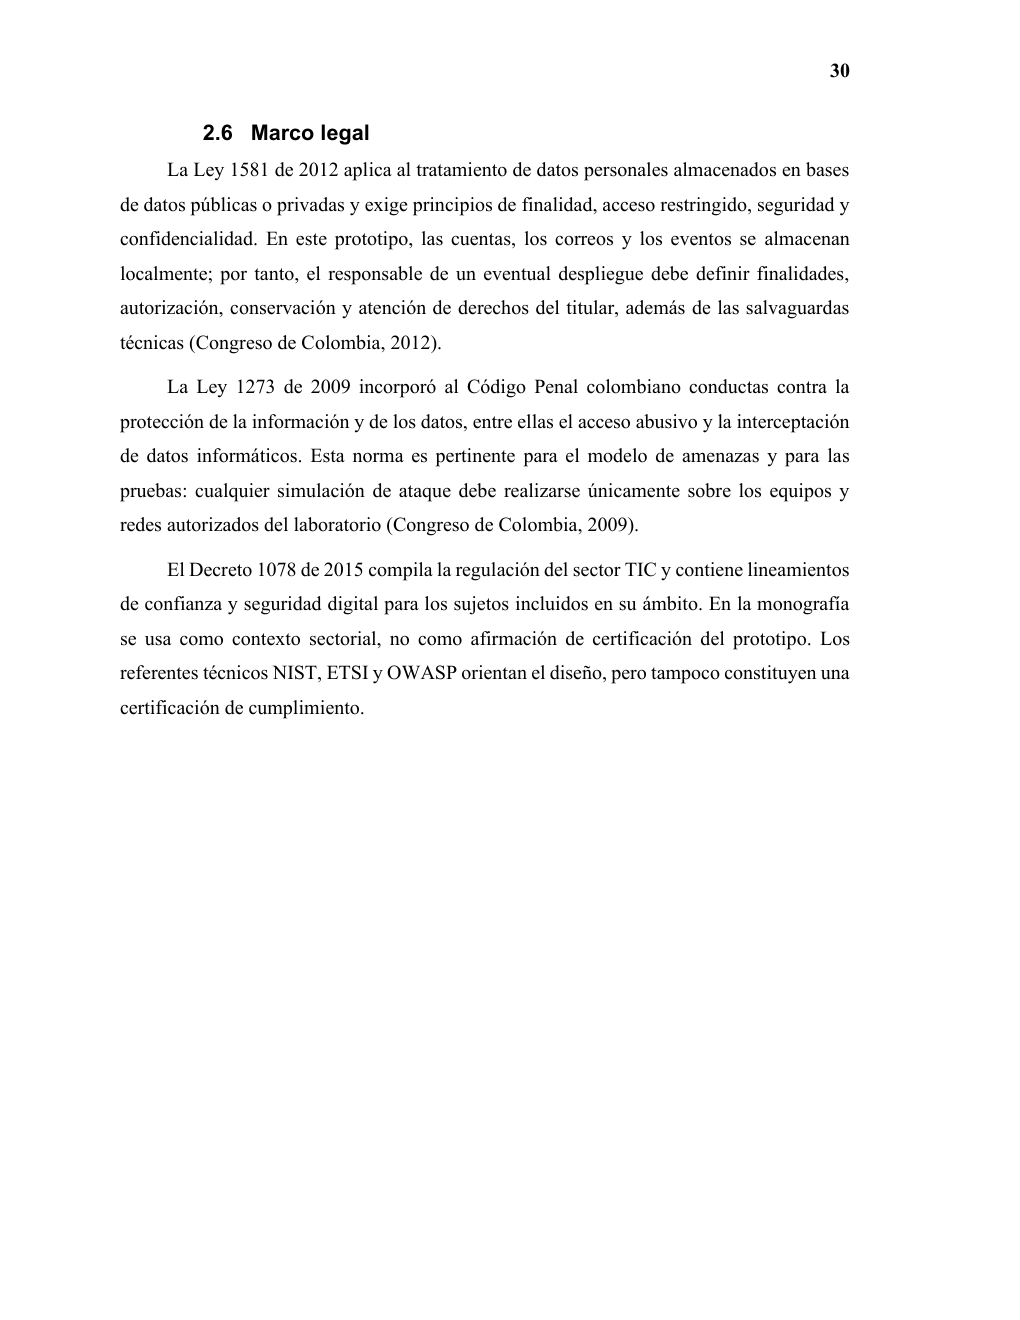 30
2.6 Marco legal
La Ley 1581 de 2012 aplica al tratamiento de datos personales almacenados en bases
de datos públicas o privadas y exige principios de finalidad, acceso restringido, seguridad y
confidencialidad. En este prototipo, las cuentas, los correos y los eventos se almacenan
localmente; por tanto, el responsable de un eventual despliegue debe definir finalidades,
autorización, conservación y atención de derechos del titular, además de las salvaguardas
técnicas (Congreso de Colombia, 2012).
La Ley 1273 de 2009 incorporó al Código Penal colombiano conductas contra la
protección de la información y de los datos, entre ellas el acceso abusivo y la interceptación
de datos informáticos. Esta norma es pertinente para el modelo de amenazas y para las
pruebas: cualquier simulación de ataque debe realizarse únicamente sobre los equipos y
redes autorizados del laboratorio (Congreso de Colombia, 2009).
El Decreto 1078 de 2015 compila la regulación del sector TIC y contiene lineamientos
de confianza y seguridad digital para los sujetos incluidos en su ámbito. En la monografía
se usa como contexto sectorial, no como afirmación de certificación del prototipo. Los
referentes técnicos NIST, ETSI y OWASP orientan el diseño, pero tampoco constituyen una
certificación de cumplimiento.